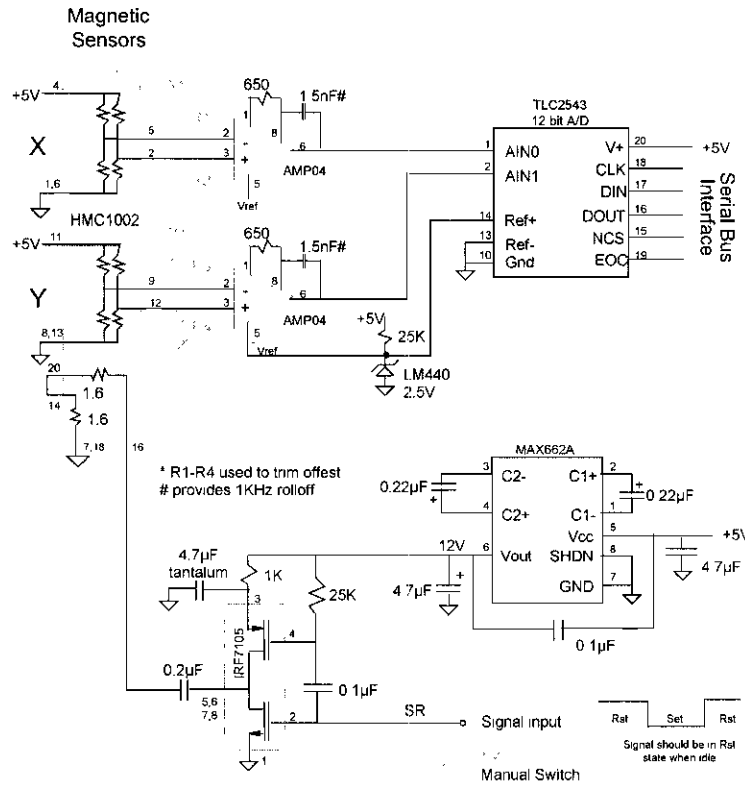 Magnetic
Sensors
+5V
4
X
5
2
1,6
650
1.5nF#
1
8
2
-
3
+
6
5
AMP04
Vref
HMC1002
+5V
11
Y
9
12
8,13
650
1.5nF#
1
8
2
-
3
+
6
5
AMP04
Vref
+5V
25K
LM440
2.5V
TLC2543
12 bit A/D
1
AIN0
2
AIN1
14
Ref+
13
Ref-
10
Gnd
V+
20
+5V
CLK
18
DIN
17
DOUT
16
NCS
15
EOC
19
Serial Bus
Interface
20
1.6
14
1.6
7,18
16
* R1-R4 used to trim offest
# provides 1KHz rolloff
MAX662A
3
C2-
0.22µF
+
4
C2+
C1+
2
+
0.22µF
C1-
1
Vcc
5
+5V
12V
6
Vout
SHDN
8
GND
7
+
4.7µF
+
4.7µF
0.1µF
4.7µF
tantalum
1K
25K
3
IRF7105
4
0.2µF
5,6
7,8
0.1µF
2
1
SR
Signal input
Rst
Set
Rst
Signal should be in Rst
state when idle
Manual Switch